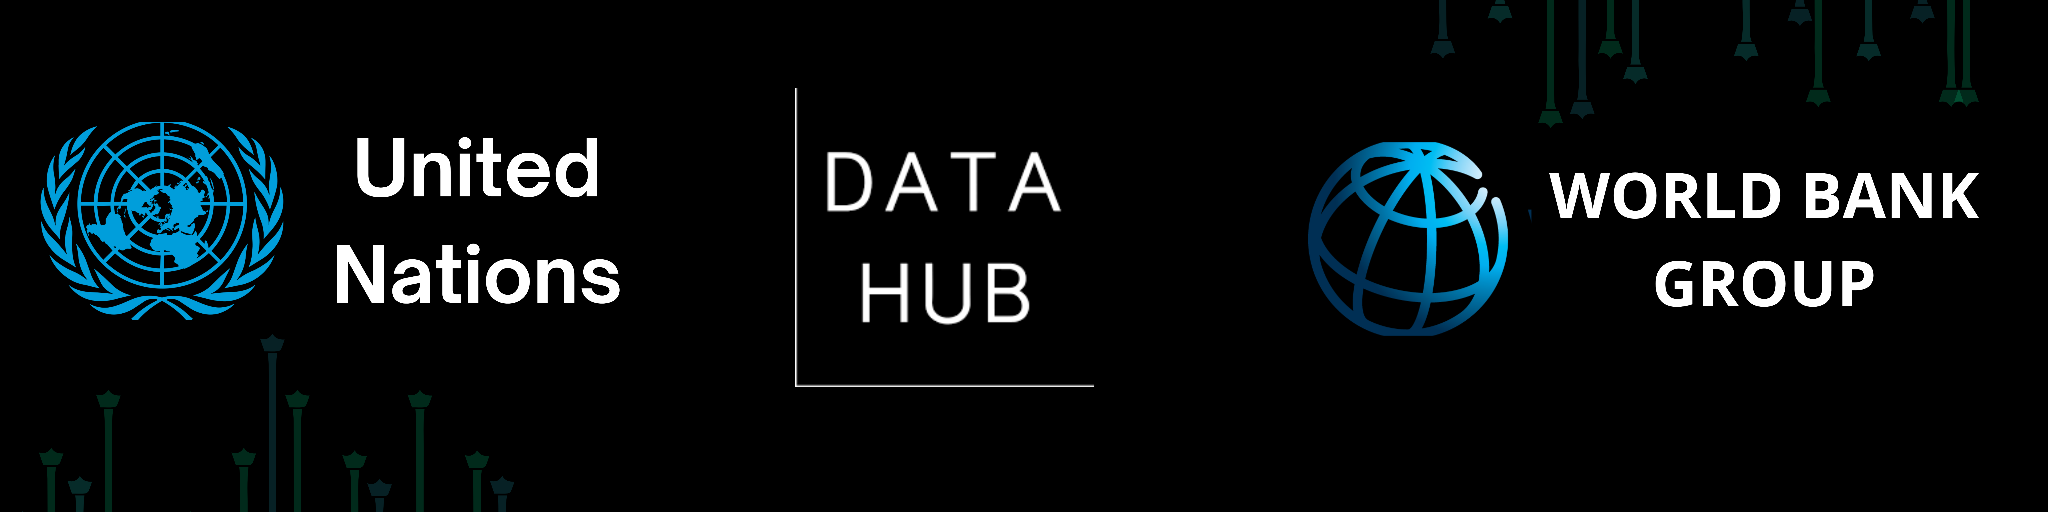 United
Nations
DATA
HUB
WORLD BANK
GROUP